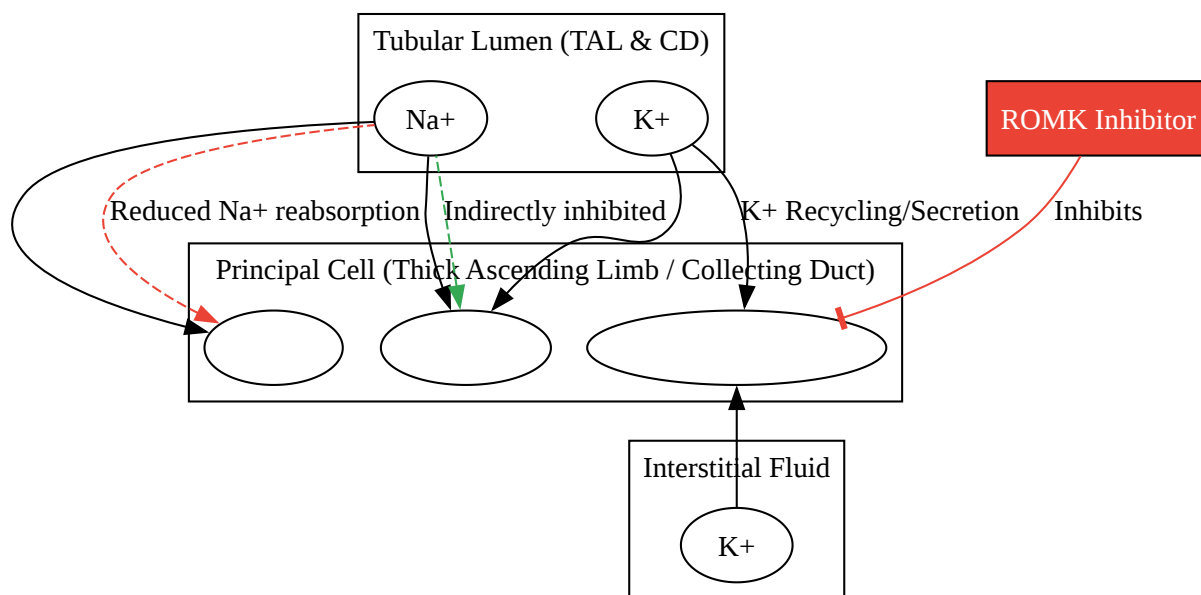 Tubular Lumen (TAL & CD)
Na+
K+
ROMK Inhibitor
Reduced Na+ reabsorption
Indirectly inhibited
K+ Recycling/Secretion
Inhibits
Principal Cell (Thick Ascending Limb / Collecting Duct)
Interstitial Fluid
K+